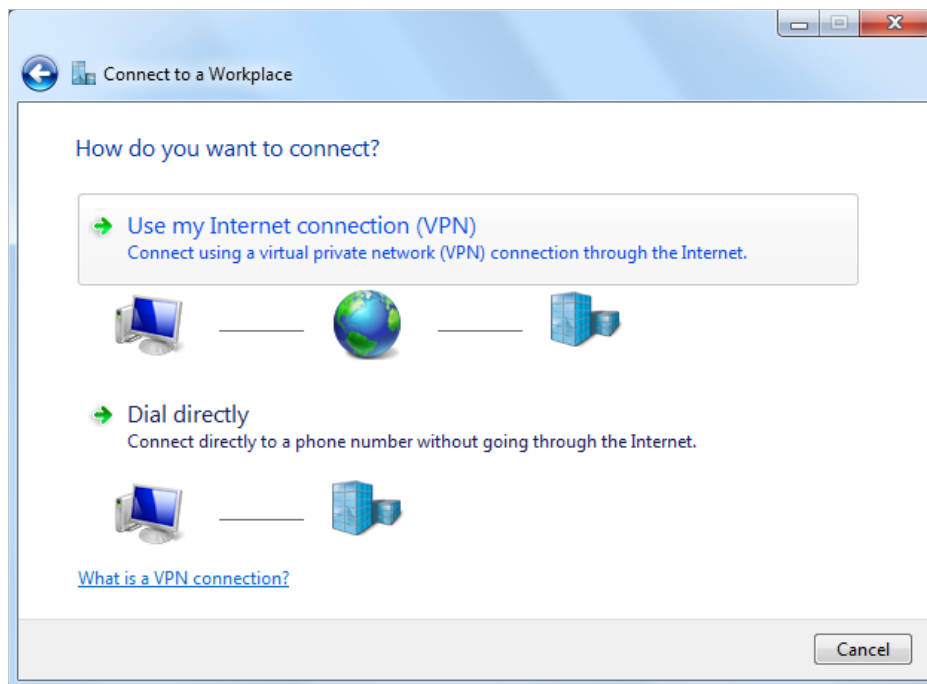 Connect to a Workplace
How do you want to connect?
Use my Internet connection (VPN)
Connect using a virtual private network (VPN) connection through the Internet.
Dial directly
Connect directly to a phone number without going through the Internet.
What is a VPN connection?
Cancel